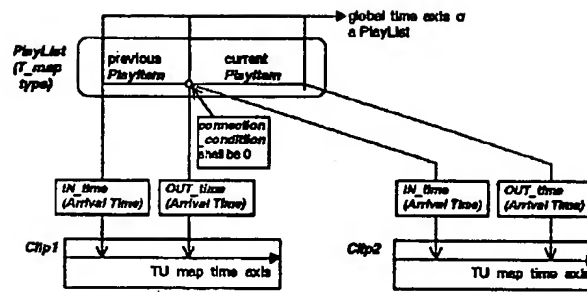 global time axis o
a PlayList
PlayList
(T_map
type)
previous
PlayItem
current
PlayItem
connection
_condition
shall be 0
IN_time
(Arrival Time)
OUT_time
(Arrival Time)
IN_time
(Arrival Time)
OUT_time
(Arrival Time)
Clip1
TU map time axis
Clip2
TU map time axis